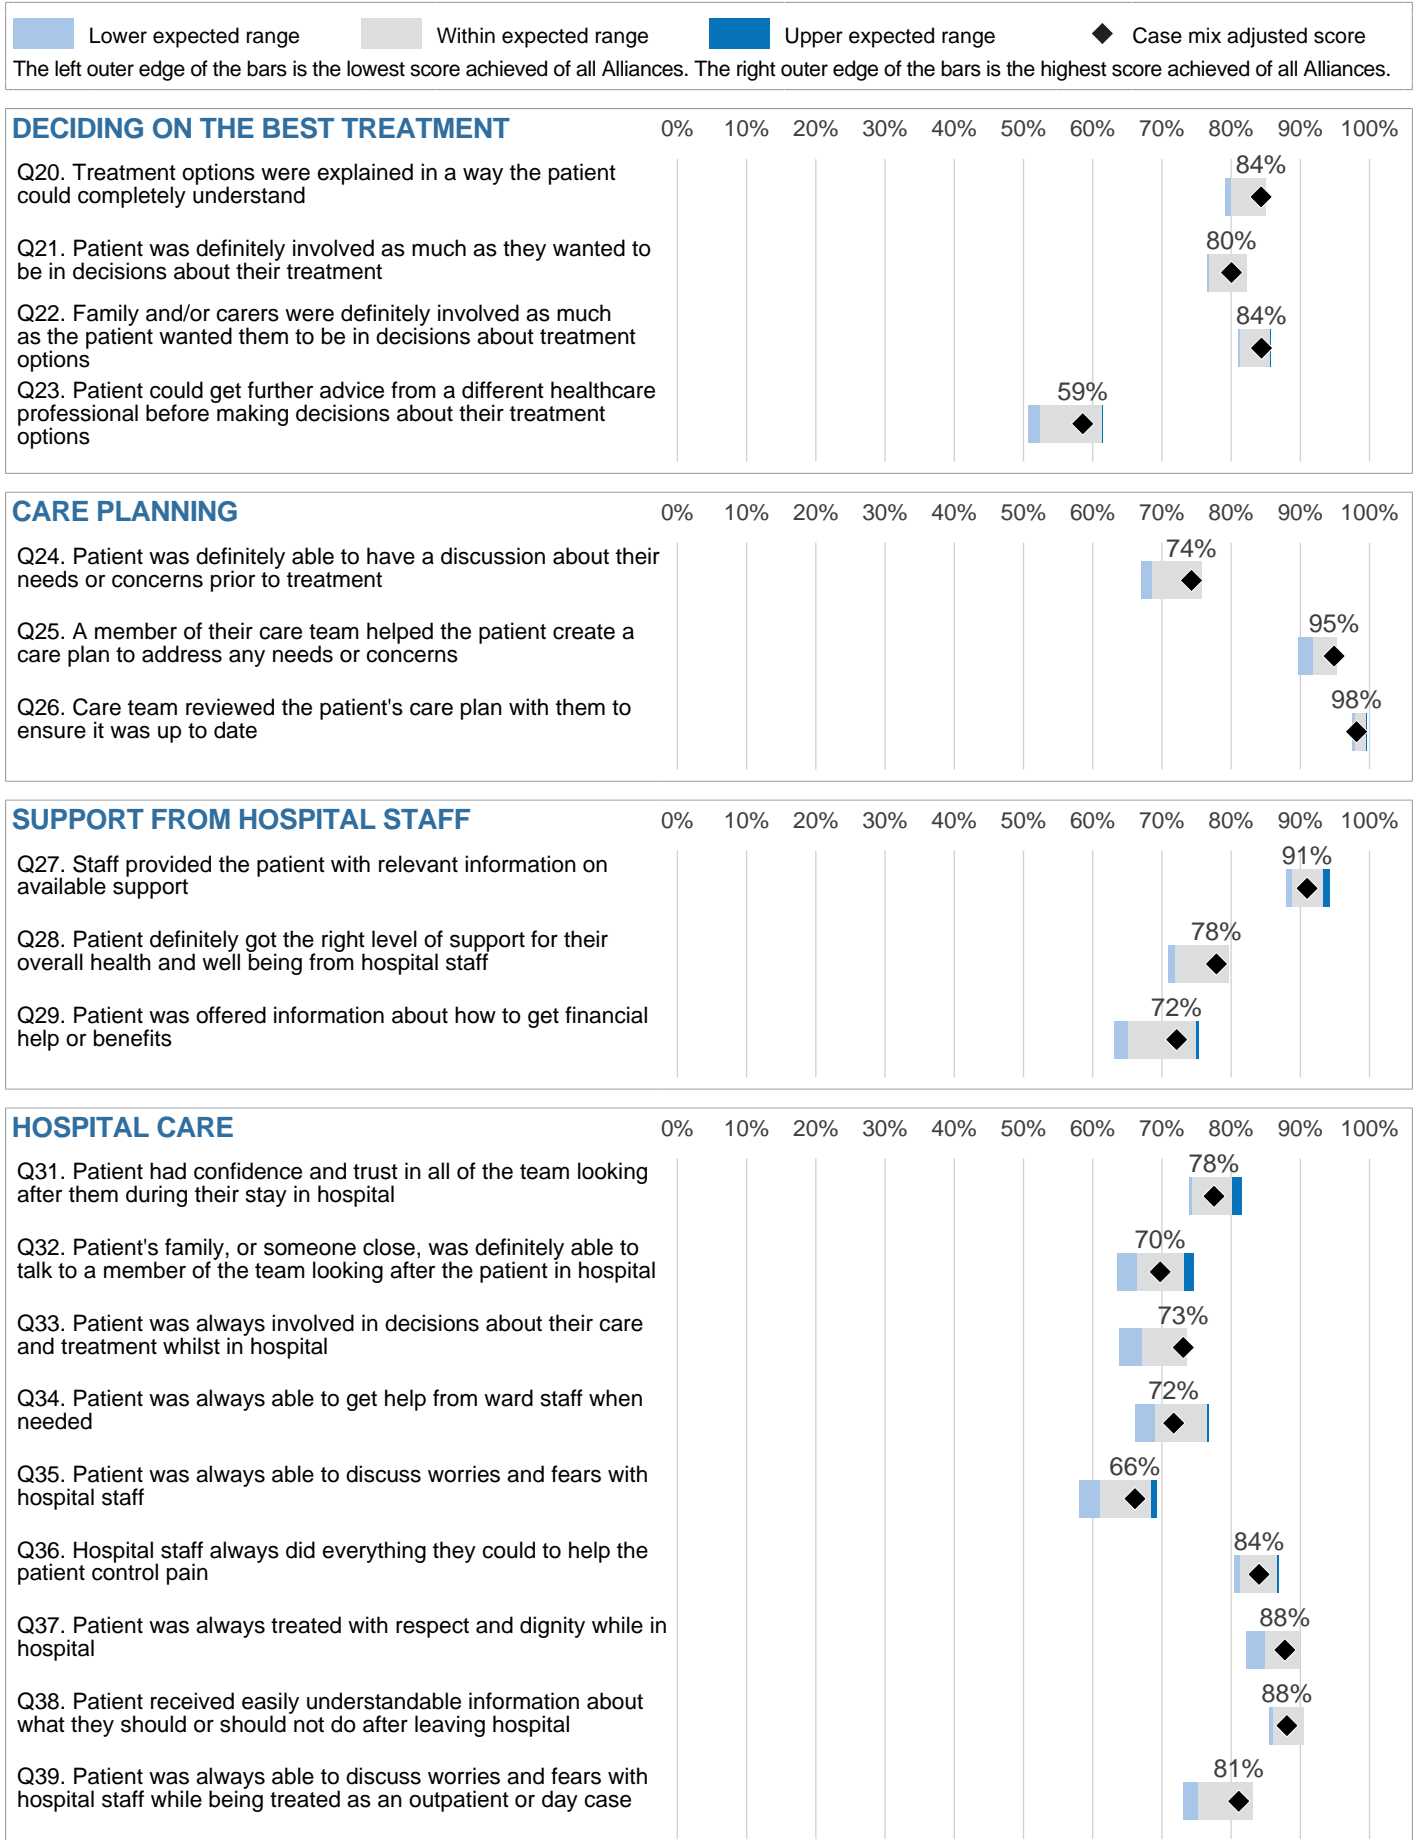 Lower expected range Within expected range Upper expected range Case mix adjusted score
The left outer edge of the bars is the lowest score achieved of all Alliances. The right outer edge of the bars is the highest score achieved of all Alliances.
DECIDING ON THE BEST TREATMENT 0% 10% 20% 30% 40% 50% 60% 70% 80% 90% 100%
Q20. Treatment options were explained in a way the patient
could completely understand
84%
Q21. Patient was definitely involved as much as they wanted to
be in decisions about their treatment
80%
Q22. Family and/or carers were definitely involved as much
as the patient wanted them to be in decisions about treatment
options
84%
Q23. Patient could get further advice from a different healthcare
professional before making decisions about their treatment
options
59%
CARE PLANNING 0% 10% 20% 30% 40% 50% 60% 70% 80% 90% 100%
Q24. Patient was definitely able to have a discussion about their
needs or concerns prior to treatment
74%
Q25. A member of their care team helped the patient create a
care plan to address any needs or concerns
95%
Q26. Care team reviewed the patient's care plan with them to
ensure it was up to date
98%
SUPPORT FROM HOSPITAL STAFF 0% 10% 20% 30% 40% 50% 60% 70% 80% 90% 100%
Q27. Staff provided the patient with relevant information on
available support
91%
Q28. Patient definitely got the right level of support for their
overall health and well being from hospital staff
78%
Q29. Patient was offered information about how to get financial
help or benefits
72%
HOSPITAL CARE 0% 10% 20% 30% 40% 50% 60% 70% 80% 90% 100%
Q31. Patient had confidence and trust in all of the team looking
after them during their stay in hospital
78%
Q32. Patient's family, or someone close, was definitely able to
talk to a member of the team looking after the patient in hospital
70%
Q33. Patient was always involved in decisions about their care
and treatment whilst in hospital
73%
Q34. Patient was always able to get help from ward staff when
needed
72%
Q35. Patient was always able to discuss worries and fears with
hospital staff
66%
Q36. Hospital staff always did everything they could to help the
patient control pain
84%
Q37. Patient was always treated with respect and dignity while in
hospital
88%
Q38. Patient received easily understandable information about
what they should or should not do after leaving hospital
88%
Q39. Patient was always able to discuss worries and fears with
hospital staff while being treated as an outpatient or day case
81%